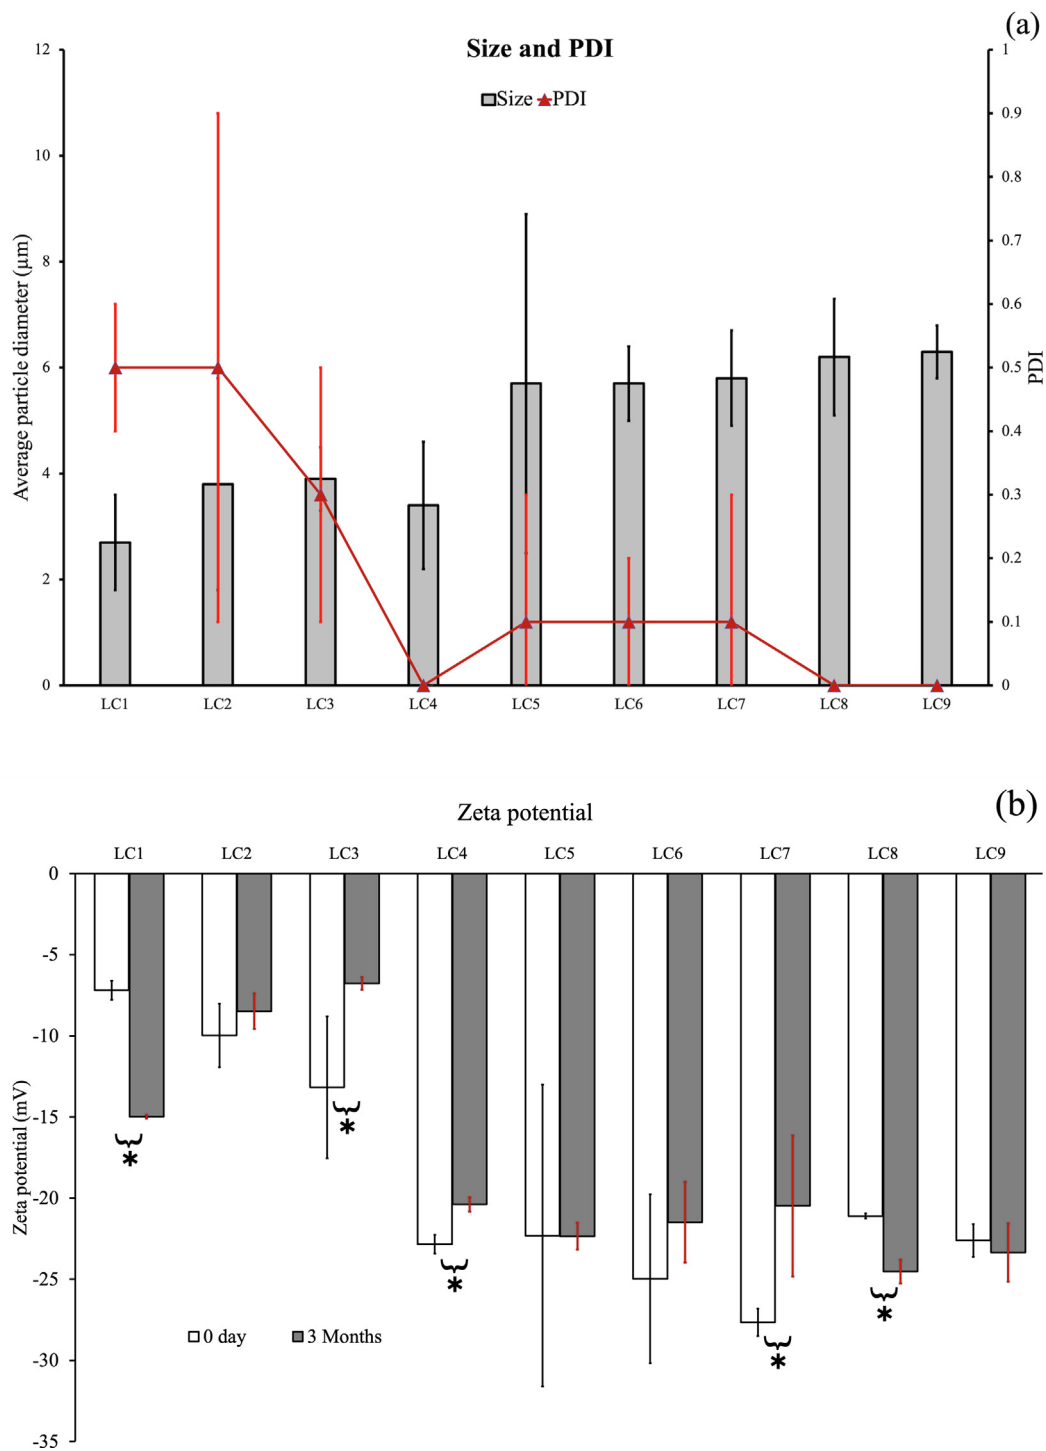 (a)
Size and PDI
Size PDI
12
10
8
6
4
2
0
Average particle diameter (µm)
1
0.9
0.8
0.7
0.6
0.5
0.4
0.3
0.2
0.1
0
PDI
LC1 LC2 LC3 LC4 LC5 LC6 LC7 LC8 LC9
(b)
Zeta potential
LC1 LC2 LC3 LC4 LC5 LC6 LC7 LC8 LC9
0
-5
-10
-15
-20
-25
-30
-35
Zeta potential (mV)
*
*
*
*
*
0 day 3 Months